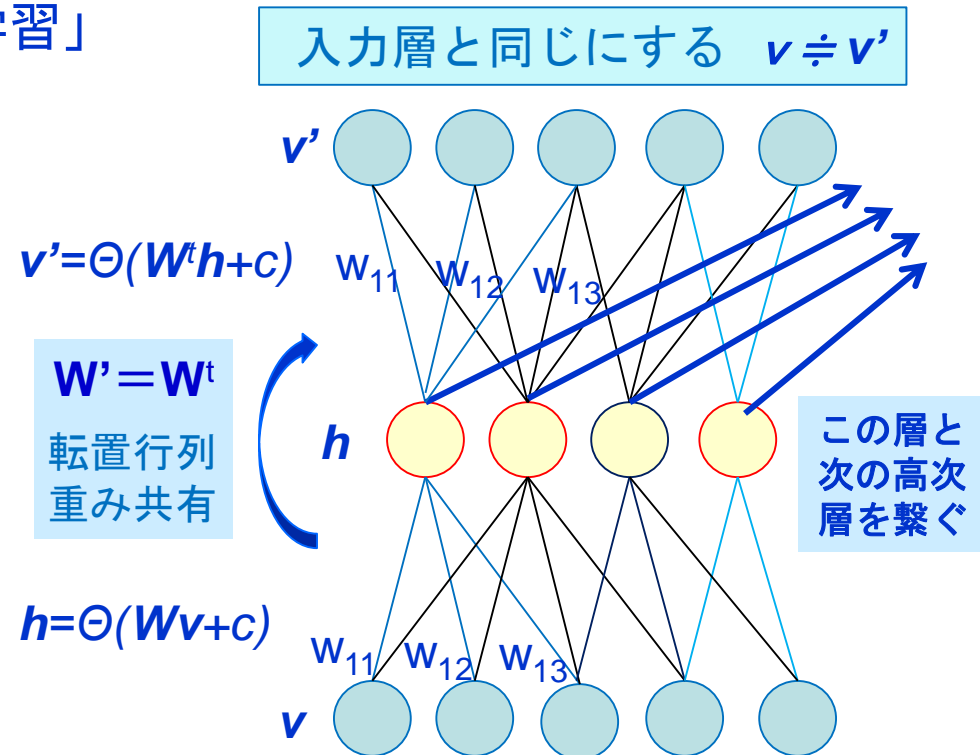 学習」
入力層と同じにする v ≒ v’
v’
v’=Θ(Wᵗh+c)
w₁₁ w₁₂ w₁₃
W’＝Wᵗ
転置行列
重み共有
h
この層と
次の高次
層を繋ぐ
h=Θ(Wv+c)
w₁₁ w₁₂ w₁₃
v